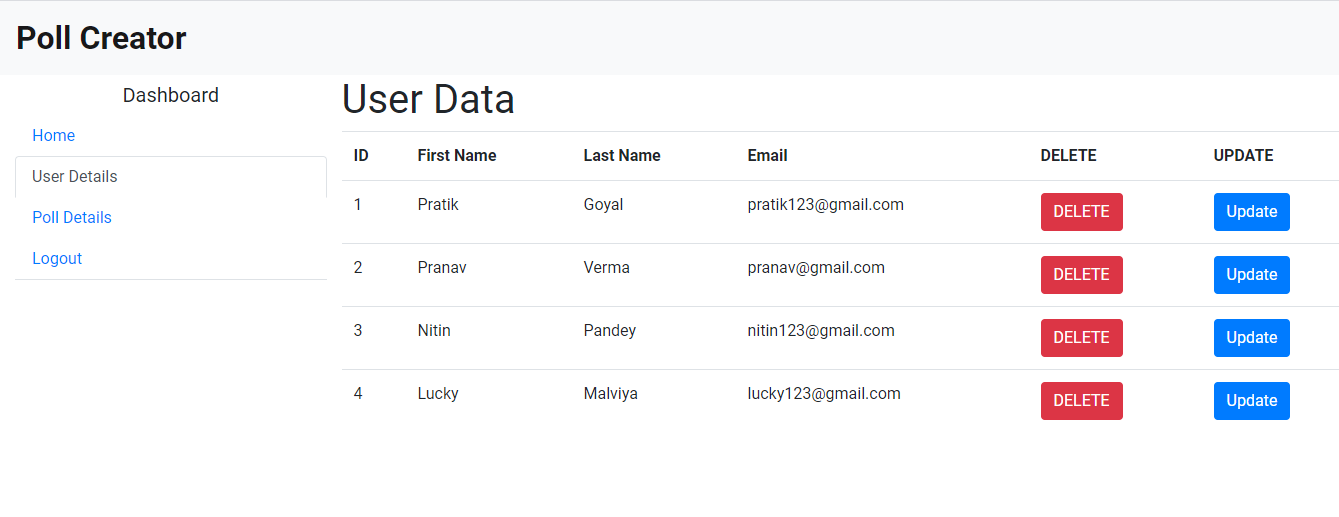 Poll Creator
Dashboard
Home
User Details
Poll Details
Logout
User Data
ID First Name Last Name Email DELETE UPDATE
1 Pratik Goyal pratik123@gmail.com DELETE Update
2 Pranav Verma pranav@gmail.com DELETE Update
3 Nitin Pandey nitin123@gmail.com DELETE Update
4 Lucky Malviya lucky123@gmail.com DELETE Update